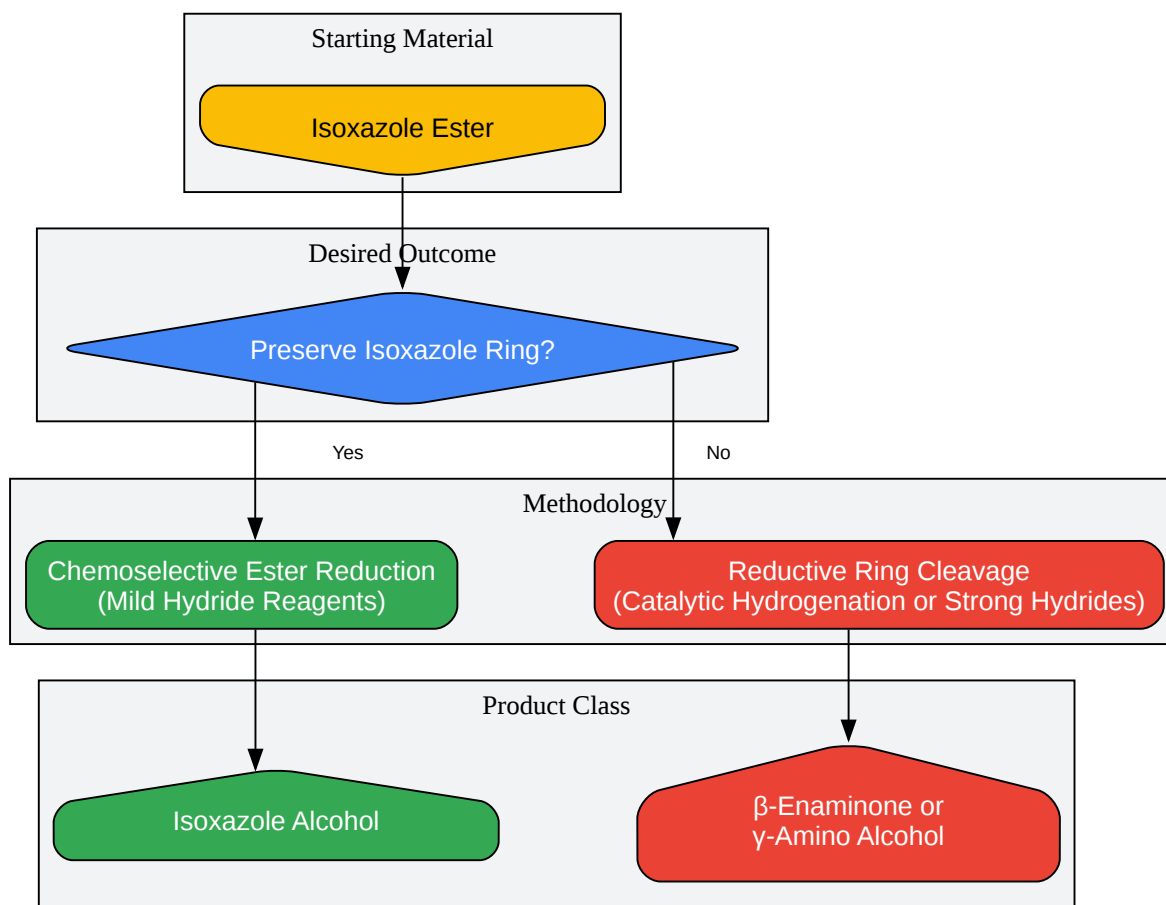 Starting Material
Isoxazole Ester
Desired Outcome
Preserve Isoxazole Ring?
Yes
No
Methodology
Chemoselective Ester Reduction
(Mild Hydride Reagents)
Reductive Ring Cleavage
(Catalytic Hydrogenation or Strong Hydrides)
Product Class
Isoxazole Alcohol
β-Enaminone or
γ-Amino Alcohol